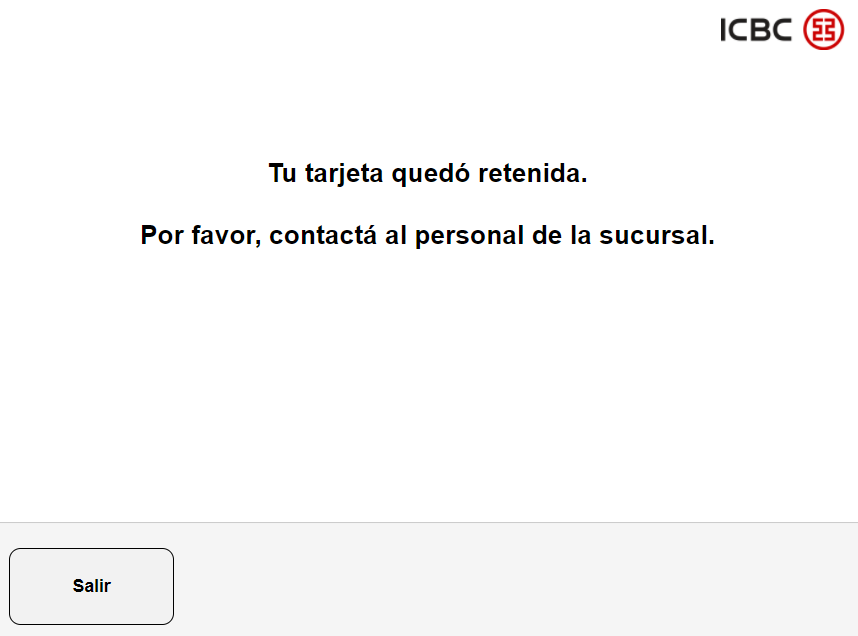 ICBC
Tu tarjeta quedó retenida.
Por favor, contactá al personal de la sucursal.
Salir